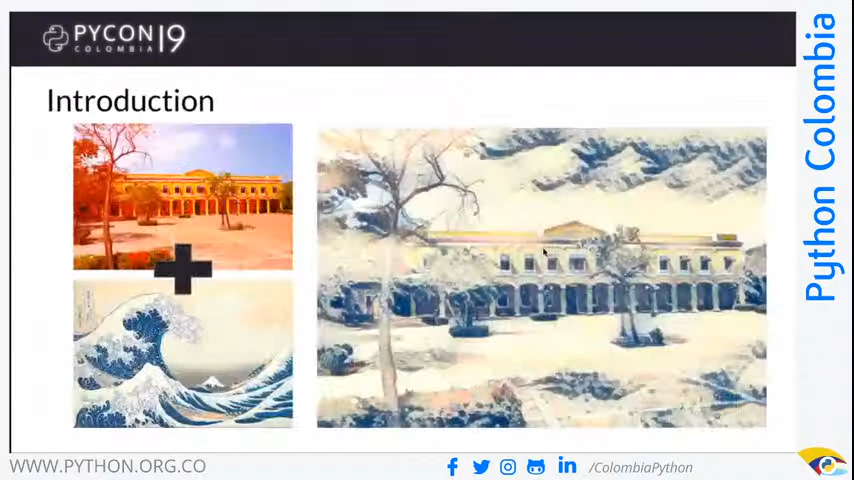 PYCON 19
COLOMBIA
Introduction
Python Colombia
WWW.PYTHON.ORG.CO
/ColombiaPython